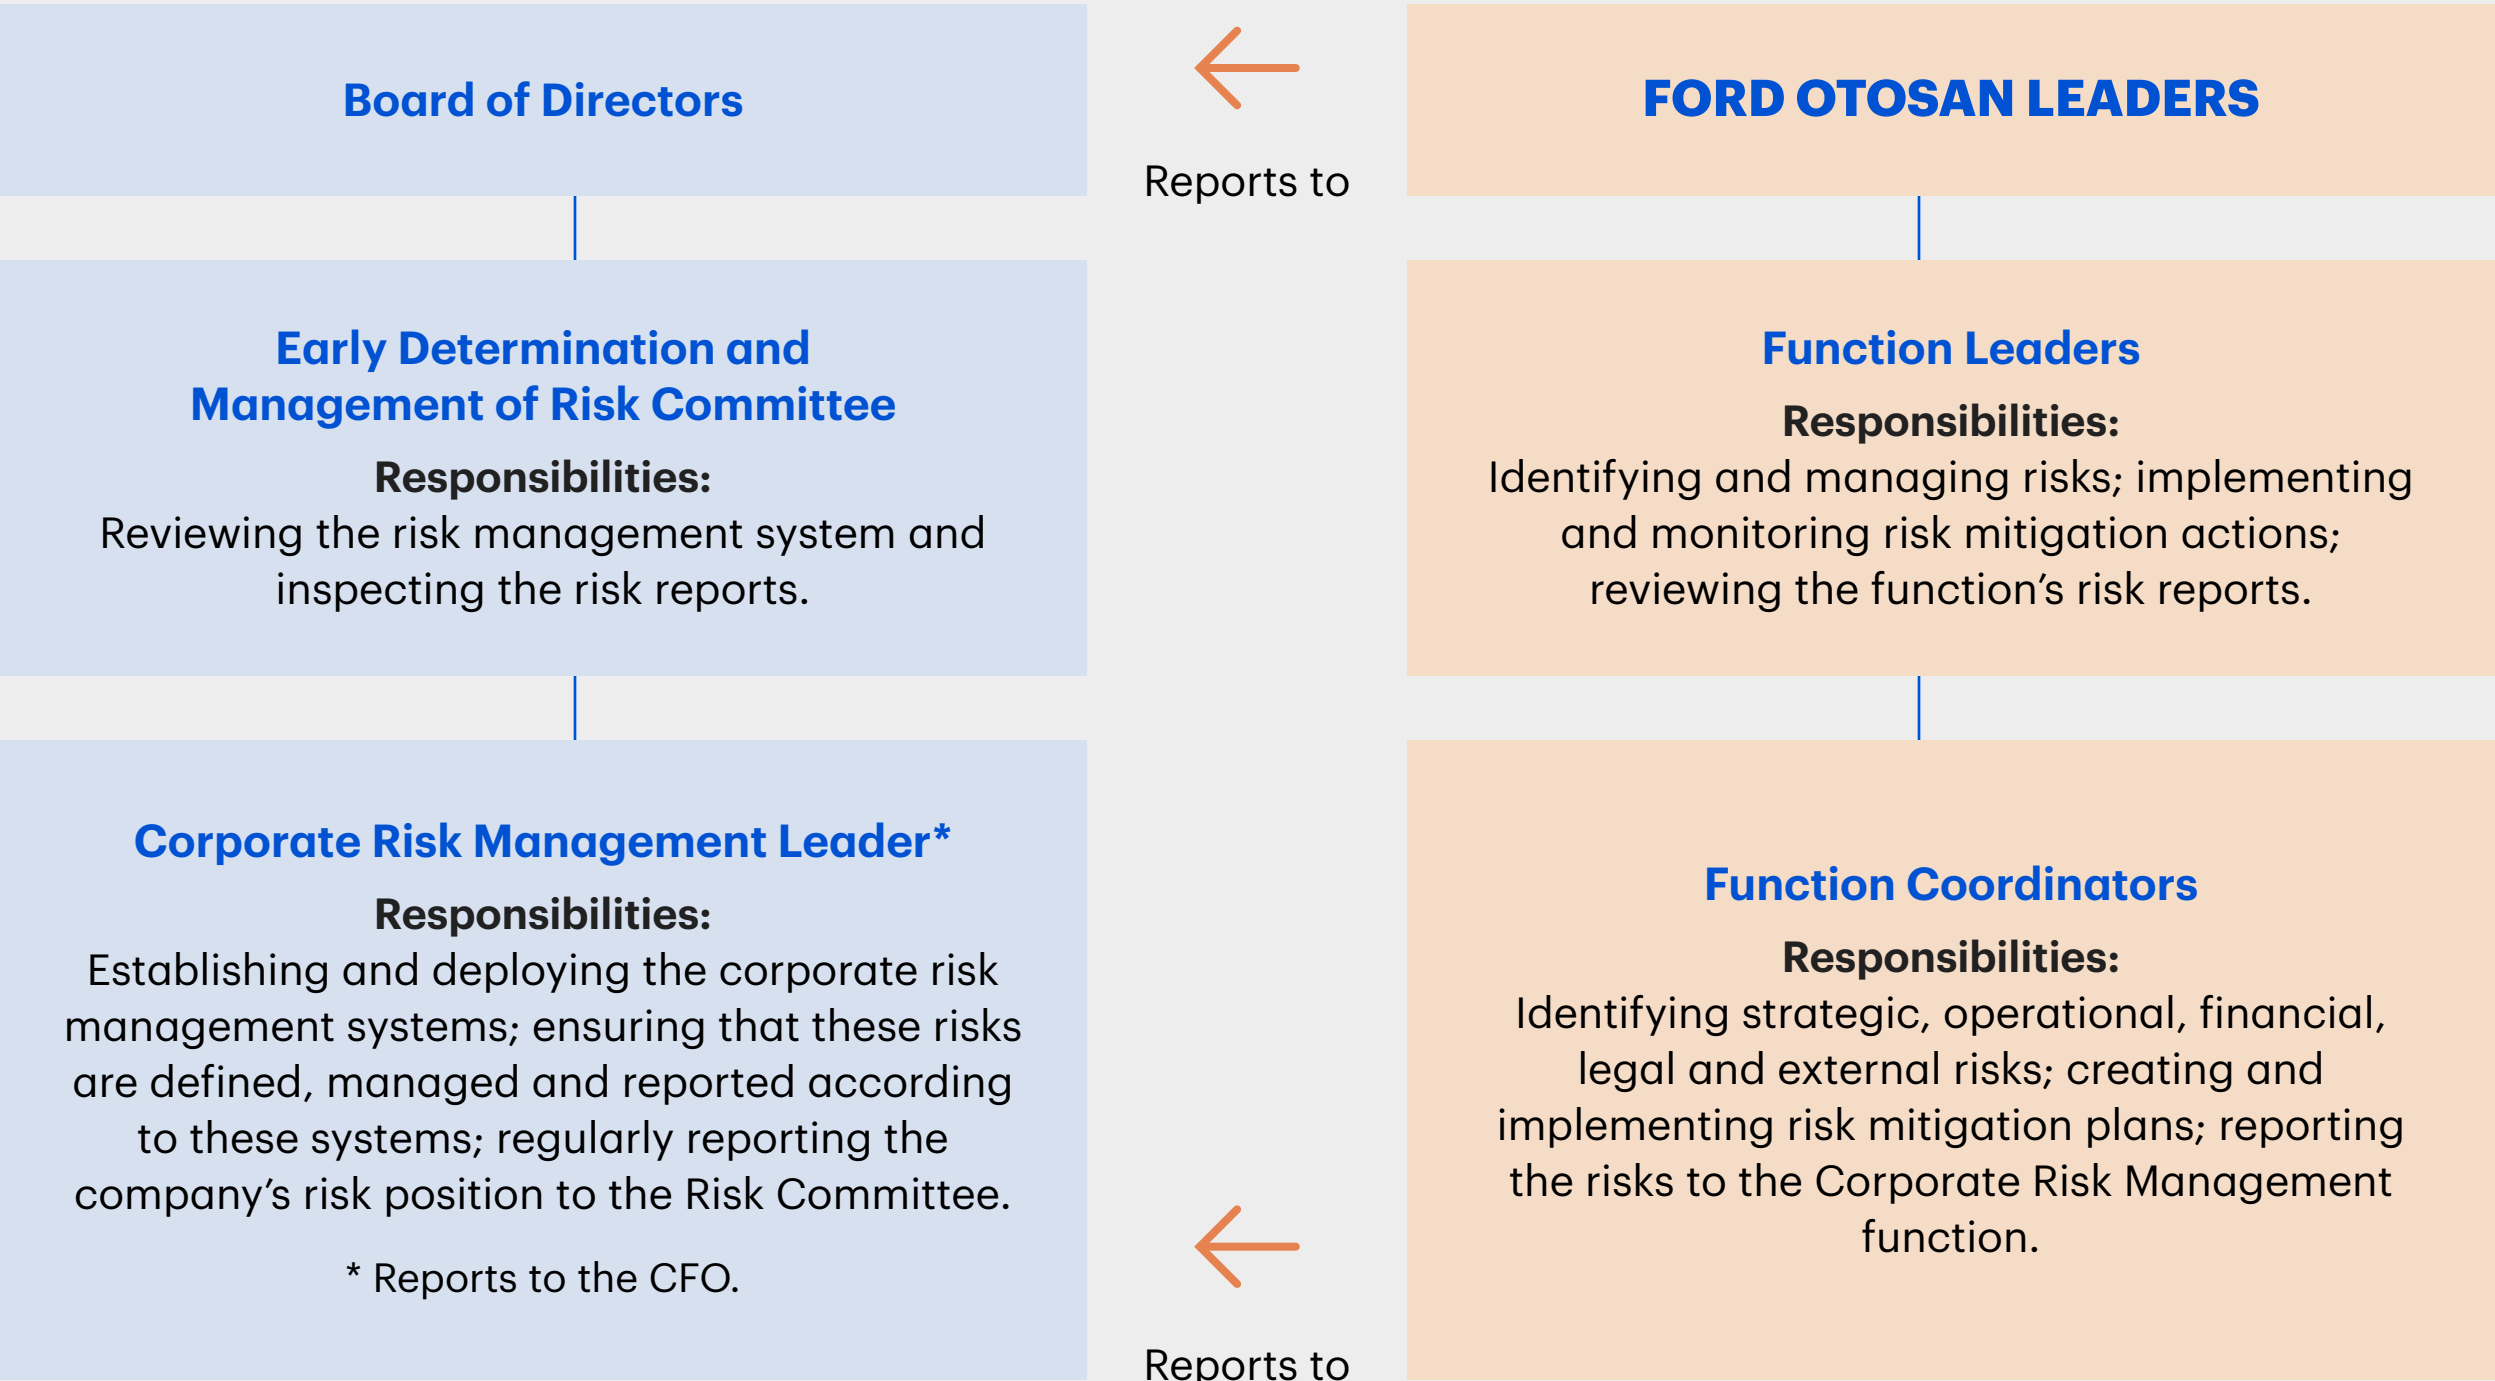 Board of Directors
Reports to
FORD OTOSAN LEADERS
Early Determination and
Management of Risk Committee
Responsibilities:
Reviewing the risk management system and
inspecting the risk reports.
Function Leaders
Responsibilities:
Identifying and managing risks; implementing
and monitoring risk mitigation actions;
reviewing the function’s risk reports.
Corporate Risk Management Leader*
Responsibilities:
Establishing and deploying the corporate risk
management systems; ensuring that these risks
are defined, managed and reported according
to these systems; regularly reporting the
company’s risk position to the Risk Committee.
* Reports to the CFO.
Reports to
Function Coordinators
Responsibilities:
Identifying strategic, operational, financial,
legal and external risks; creating and
implementing risk mitigation plans; reporting
the risks to the Corporate Risk Management
function.